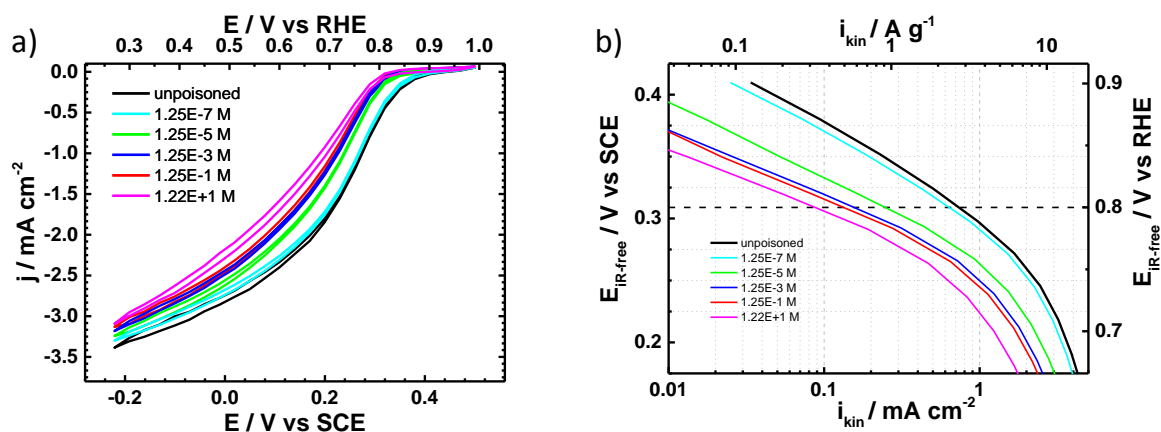 a)
E / V vs RHE
0.3 0.4 0.5 0.6 0.7 0.8 0.9 1.0
0.0
-0.5
-1.0
-1.5
-2.0
-2.5
-3.0
-3.5
j / mA cm-2
unpoisoned
1.25E-7 M
1.25E-5 M
1.25E-3 M
1.25E-1 M
1.22E+1 M
-0.2 0.0 0.2 0.4
E / V vs SCE
b)
ikin / A g-1
0.1 1 10
0.4
0.3
0.2
EiR-free / V vs SCE
unpoisoned
1.25E-7 M
1.25E-5 M
1.25E-3 M
1.25E-1 M
1.22E+1 M
0.9
0.8
0.7
EiR-free / V vs RHE
0.01 0.1 1
ikin / mA cm-2